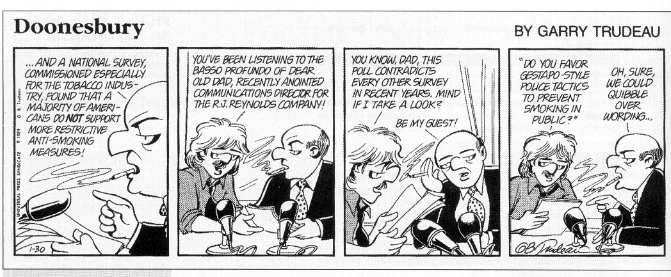 Doonesbury
BY GARRY TRUDEAU
...AND A NATIONAL SURVEY,
COMMISSIONED ESPECIALLY
FOR THE TOBACCO INDUS-
TRY, FOUND THAT A
MAJORITY OF AMERI-
CANS DO NOT SUPPORT
MORE RESTRICTIVE
ANTI-SMOKING
MEASURES!
1-30
YOU'VE BEEN LISTENING TO THE
BASSO PROFUNDO OF DEAR
OLD DAD, RECENTLY ANOINTED
COMMUNICATIONS DIRECTOR FOR
THE R.J. REYNOLDS COMPANY!
YOU KNOW, DAD, THIS
POLL CONTRADICTS
EVERY OTHER SURVEY
IN RECENT YEARS. MIND
IF I TAKE A LOOK?
BE MY GUEST!
"DO YOU FAVOR
GESTAPO-STYLE
POLICE TACTICS
TO PREVENT
SMOKING IN
PUBLIC?"
OH, SURE,
WE COULD
QUIBBLE
OVER
WORDING...
GBTrudeau